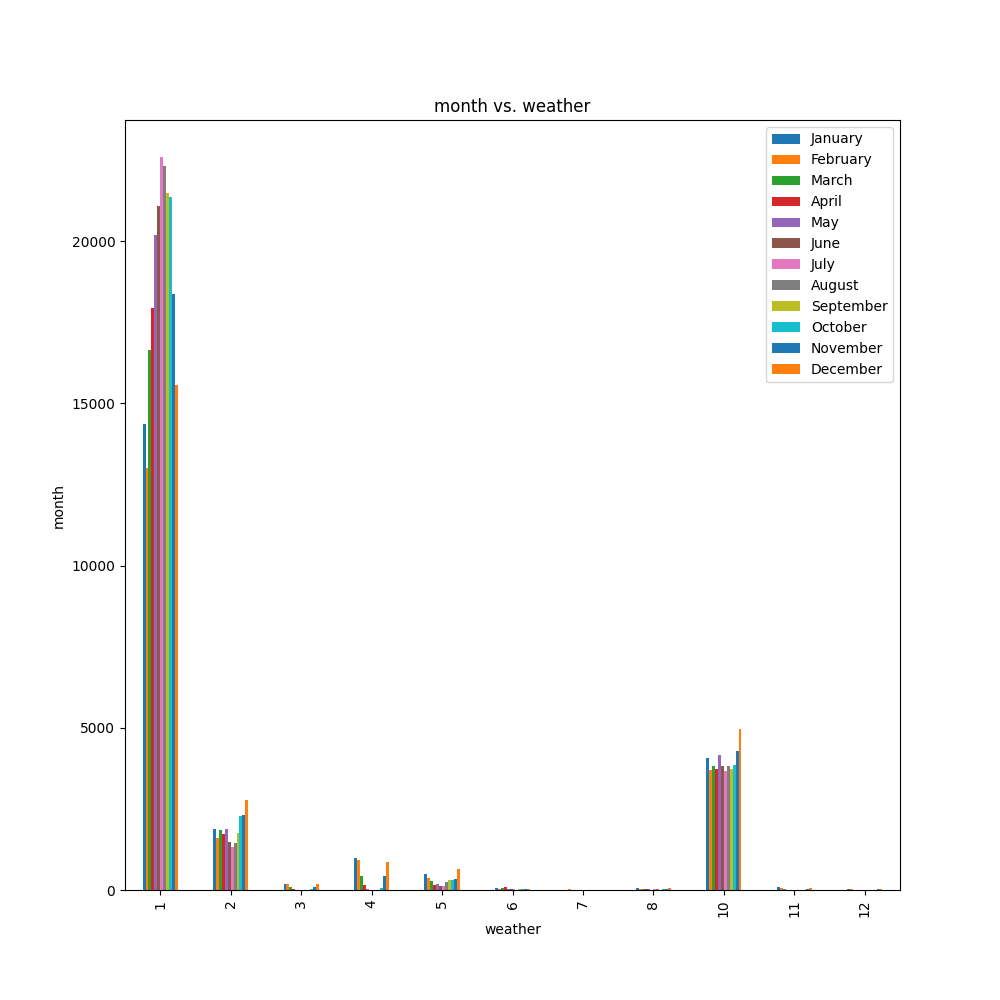 month vs. weather
January
February
March
April
May
June
July
August
September
October
November
December
20000
15000
10000
5000
0
month
1 2 3 4 5 6 7 8 10 11 12
weather